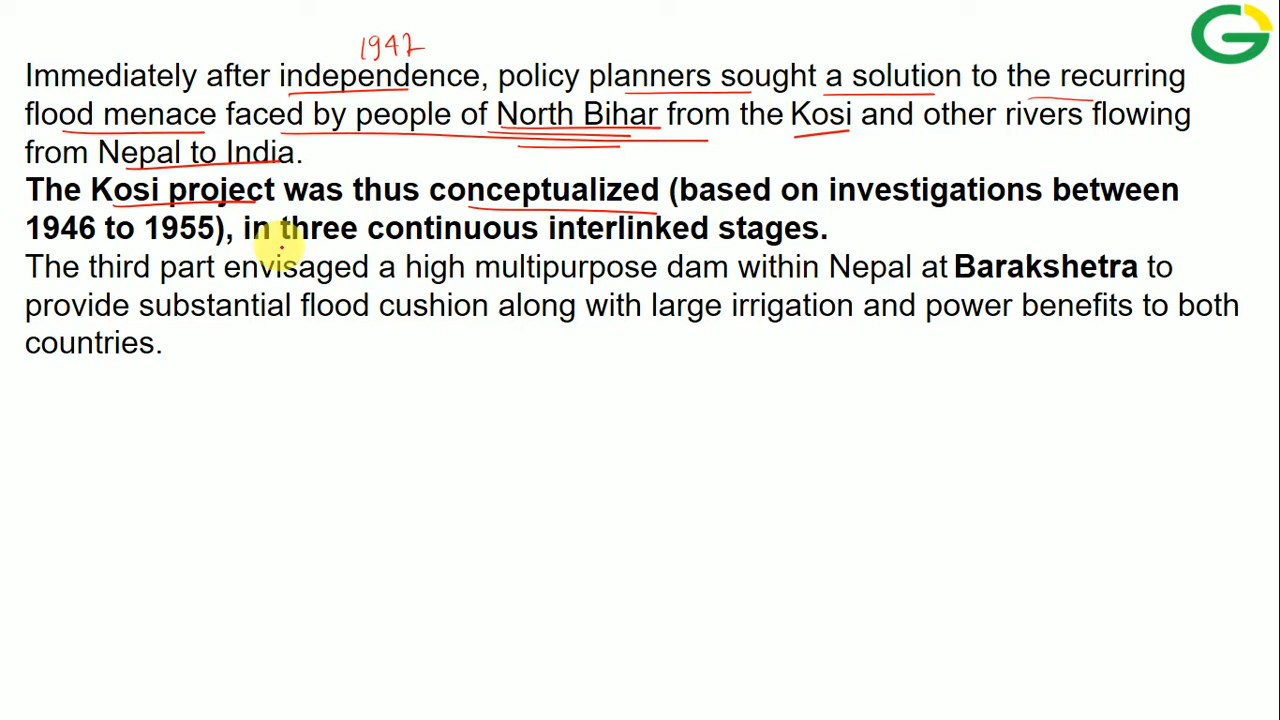 1947
Immediately after independence, policy planners sought a solution to the recurring
flood menace faced by people of North Bihar from the Kosi and other rivers flowing
from Nepal to India.
The Kosi project was thus conceptualized (based on investigations between
1946 to 1955), in three continuous interlinked stages.
The third part envisaged a high multipurpose dam within Nepal at Barakshetra to
provide substantial flood cushion along with large irrigation and power benefits to both
countries.